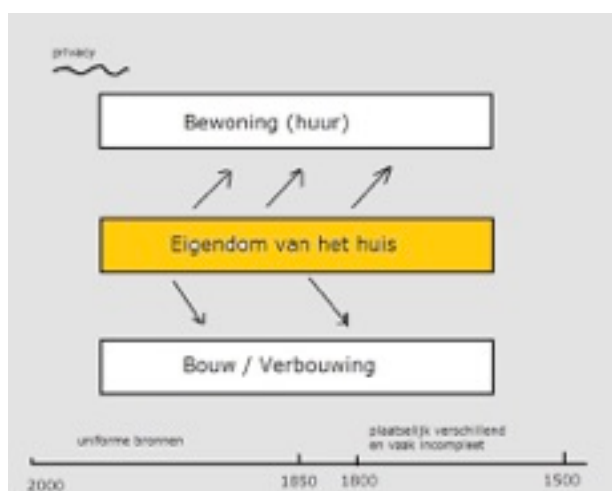 privacy
Bewoning (huur)
Eigendom van het huis
Bouw / Verbouwing
uniforme bronnen
plaatselijk verschillend
en vaak incompleet
2000
1850
1800
1500